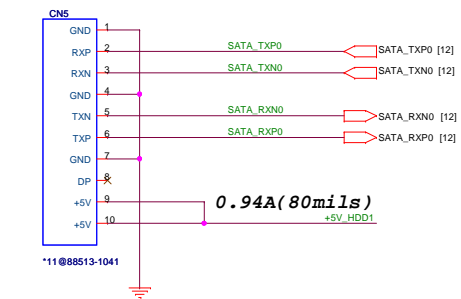 CN5
GND 1
RXP 2 SATA_TXP0 SATA_TXP0 [12]
RXN 3 SATA_TXN0 SATA_TXN0 [12]
GND 4
TXN 5 SATA_RXN0 SATA_RXN0 [12]
TXP 6 SATA_RXP0 SATA_RXP0 [12]
GND 7
DP 8
+5V 9 0.94A(80mils)
+5V 10 +5V_HDD1
*11@88513-1041